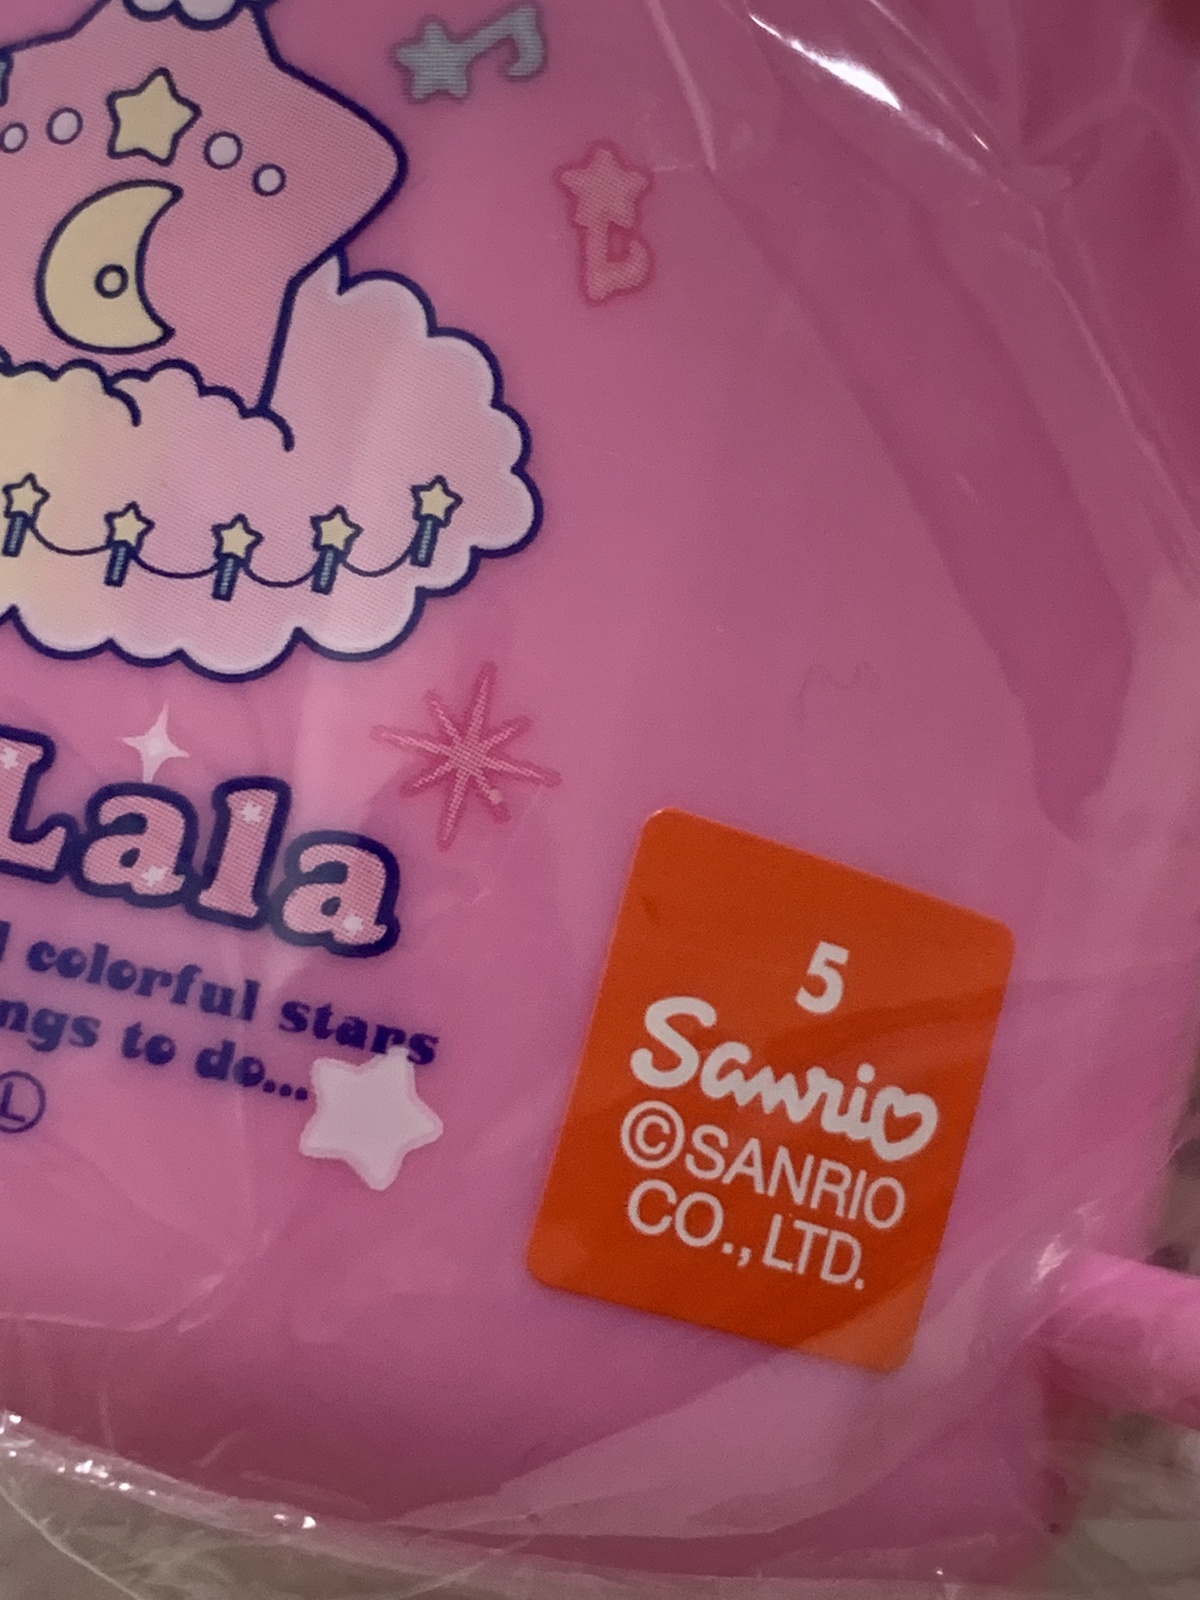 Lala
colorful stars
ngs to do...
Ⓛ
5
Sanrio
©SANRIO
CO., LTD.